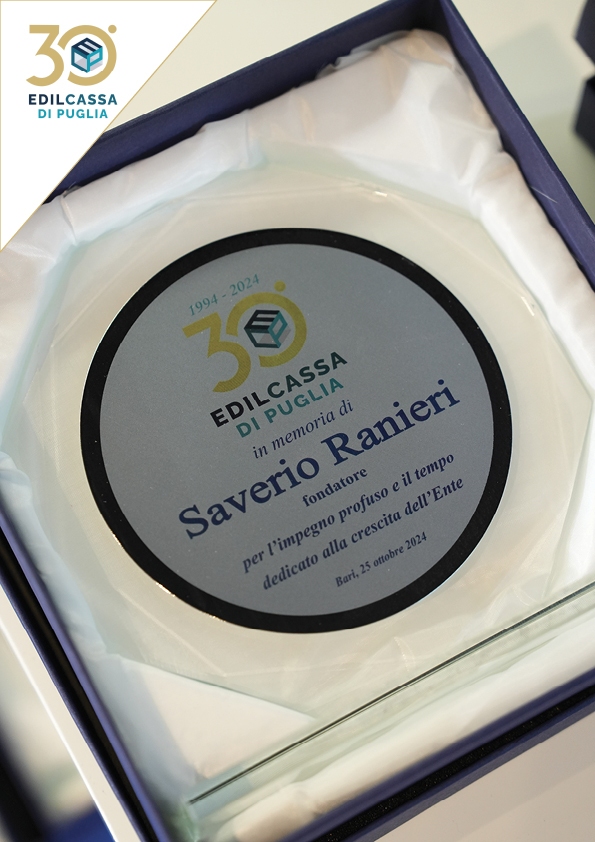 30°
EDILCASSA
DI PUGLIA
1994 - 2024
30°
EDILCASSA
DI PUGLIA
in memoria di
Saverio Ranieri
fondatore
per l'impegno profuso e il tempo
dedicato alla crescita dell'Ente
Bari, 25 ottobre 2024